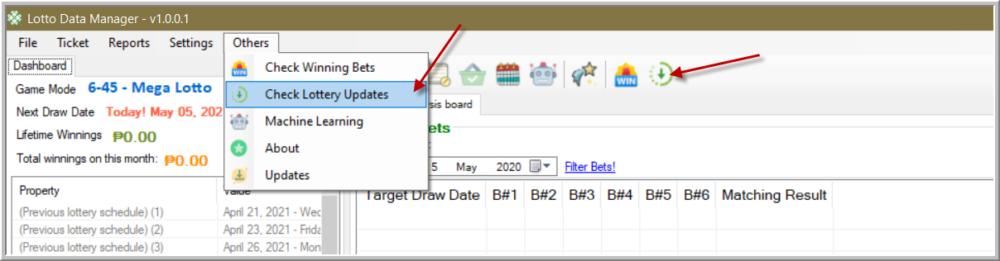 Lotto Data Manager - v1.0.0.1
File Ticket Reports Settings Others
Dashboard
Game Mode 6-45 - Mega Lotto
Next Draw Date Today! May 05, 202
Lifetime Winnings ₱0.00
Total winnings on this month: ₱0.00
Property Value
(Previous lottery schedule) (1) April 21, 2021 - Wed
(Previous lottery schedule) (2) April 23, 2021 - Frida
(Previous lottery schedule) (3) April 26, 2021 - Mon
Check Winning Bets
Check Lottery Updates
Machine Learning
About
Updates
WIN
WIN
sis board
ets
:
5 May 2020 Filter Bets!
Target Draw Date B#1 B#2 B#3 B#4 B#5 B#6 Matching Result